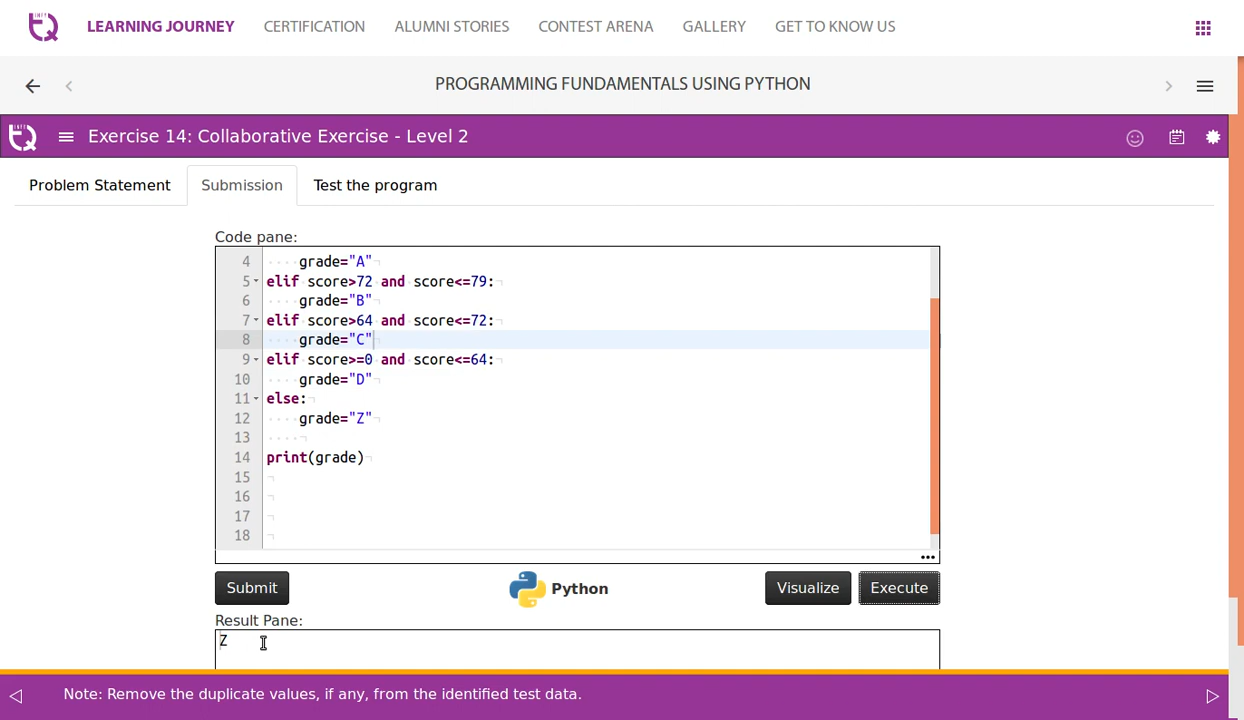 LEARNING JOURNEY CERTIFICATION ALUMNI STORIES CONTEST ARENA GALLERY GET TO KNOW US
PROGRAMMING FUNDAMENTALS USING PYTHON
Exercise 14: Collaborative Exercise - Level 2
Problem Statement Submission Test the program
Code pane:
4 grade="A"
5 elif score>72 and score<=79:
6 grade="B"
7 elif score>64 and score<=72:
8 grade="C"
9 elif score>=0 and score<=64:
10 grade="D"
11 else:
12 grade="Z"
13
14 print(grade)
15
16
17
18
Submit Python Visualize Execute
Result Pane:
Z
Note: Remove the duplicate values, if any, from the identified test data.